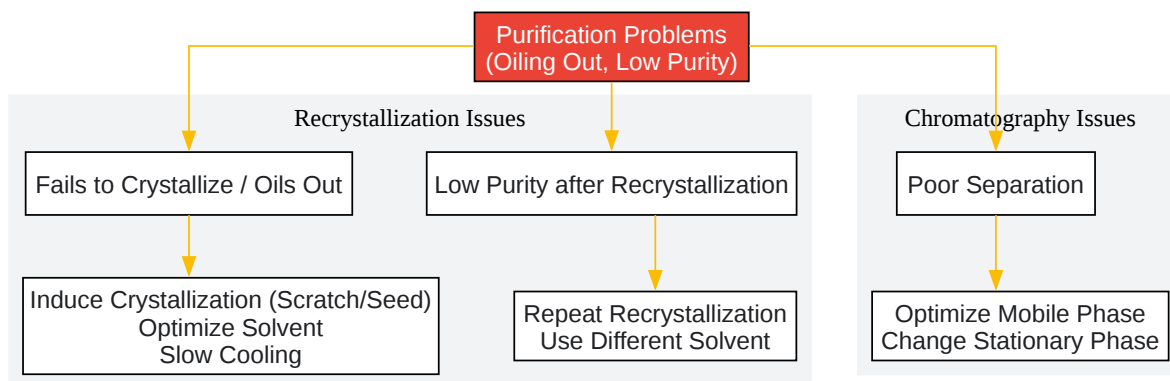 Purification Problems
(Oiling Out, Low Purity)
Recrystallization Issues
Chromatography Issues
Fails to Crystallize / Oils Out
Low Purity after Recrystallization
Poor Separation
Induce Crystallization (Scratch/Seed)
Optimize Solvent
Slow Cooling
Repeat Recrystallization
Use Different Solvent
Optimize Mobile Phase
Change Stationary Phase